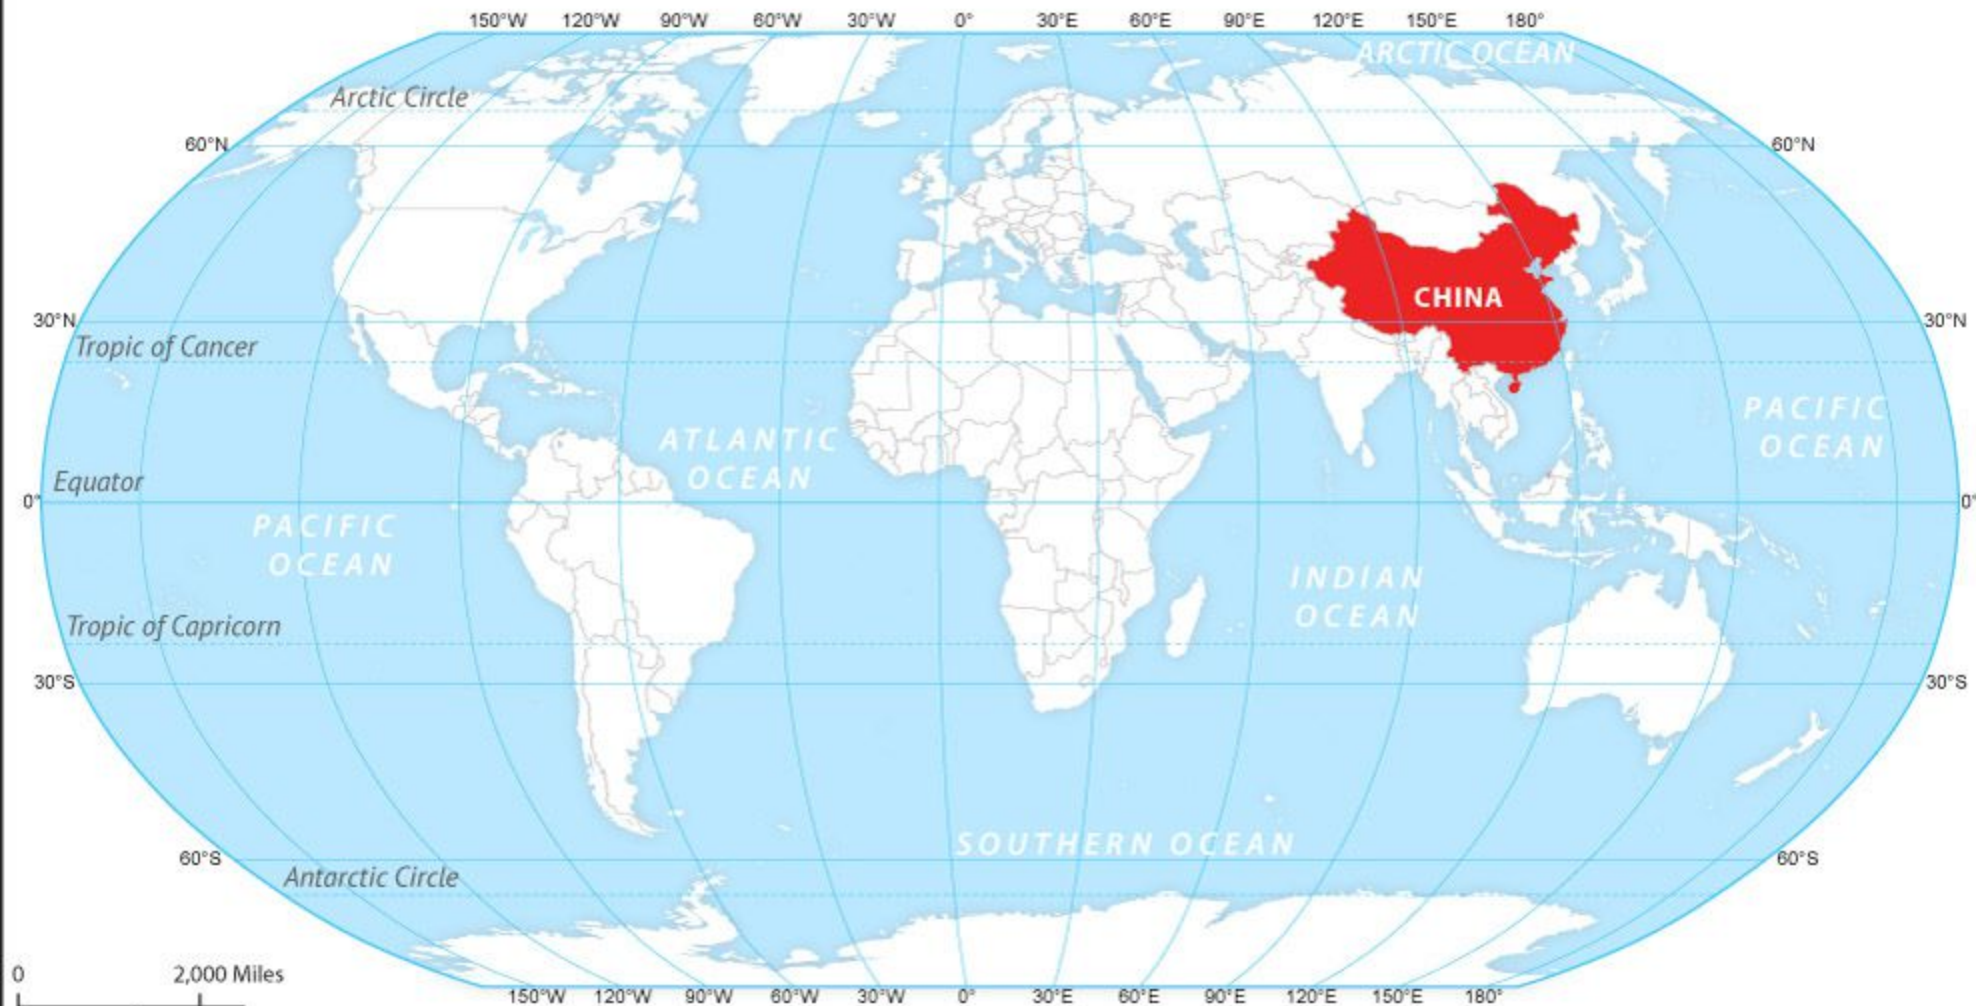 150°W 120°W 90°W 60°W 30°W 0° 30°E 60°E 90°E 120°E 150°E 180°
ARCTIC OCEAN
Arctic Circle
60°N 60°N
CHINA
30°N 30°N
Tropic of Cancer
PACIFIC
OCEAN
ATLANTIC
OCEAN
Equator
0° 0°
PACIFIC
OCEAN
INDIAN
OCEAN
Tropic of Capricorn
30°S 30°S
SOUTHERN OCEAN
60°S 60°S
Antarctic Circle
0 2,000 Miles
150°W 120°W 90°W 60°W 30°W 0° 30°E 60°E 90°E 120°E 150°E 180°